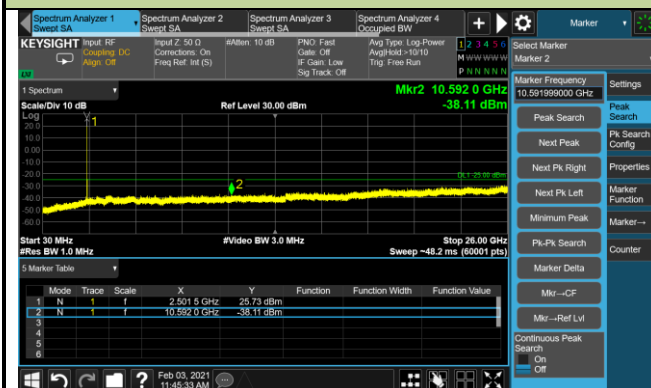 Spectrum Analyzer 1
Swept SA
Spectrum Analyzer 2
Swept SA
Spectrum Analyzer 3
Swept SA
Spectrum Analyzer 4
Occupied BW
Marker
KEYSIGHT
Input: RF
Coupling: DC
Align: Off
Input Z: 50 Ω
Corrections: On
Freq Ref: Int (S)
#Atten: 10 dB
PNO: Fast
Gate: Off
IF Gain: Low
Sig Track: Off
Avg Type: Log-Power
Avg|Hold:>10/10
Trig: Free Run
1 2 3 4 5 6
M W W W W W
P N N N N N
LXI
Select Marker
Marker 2
1 Spectrum
Scale/Div 10 dB
Ref Level 30.00 dBm
Mkr2 10.592 0 GHz
-38.11 dBm
Log
20.0
10.0
0.00
-10.0
-20.0
-30.0
-40.0
-50.0
-60.0
1
2
DL1 -25.00 dBm
Start 30 MHz
#Res BW 1.0 MHz
#Video BW 3.0 MHz
Stop 26.00 GHz
Sweep ~48.2 ms (60001 pts)
5 Marker Table
Mode Trace Scale X Y Function Function Width Function Value
1 N 1 f 2.501 5 GHz 25.73 dBm
2 N 1 f 10.592 0 GHz -38.11 dBm
3
4
5
6
Marker Frequency
10.591999000 GHz
Peak Search
Next Peak
Next Pk Right
Next Pk Left
Minimum Peak
Pk-Pk Search
Marker Delta
Mkr→CF
Mkr→Ref Lvl
Continuous Peak
Search
On
Off
Settings
Peak
Search
Pk Search
Config
Properties
Marker
Function
Marker→
Counter
Feb 03, 2021
11:45:33 AM